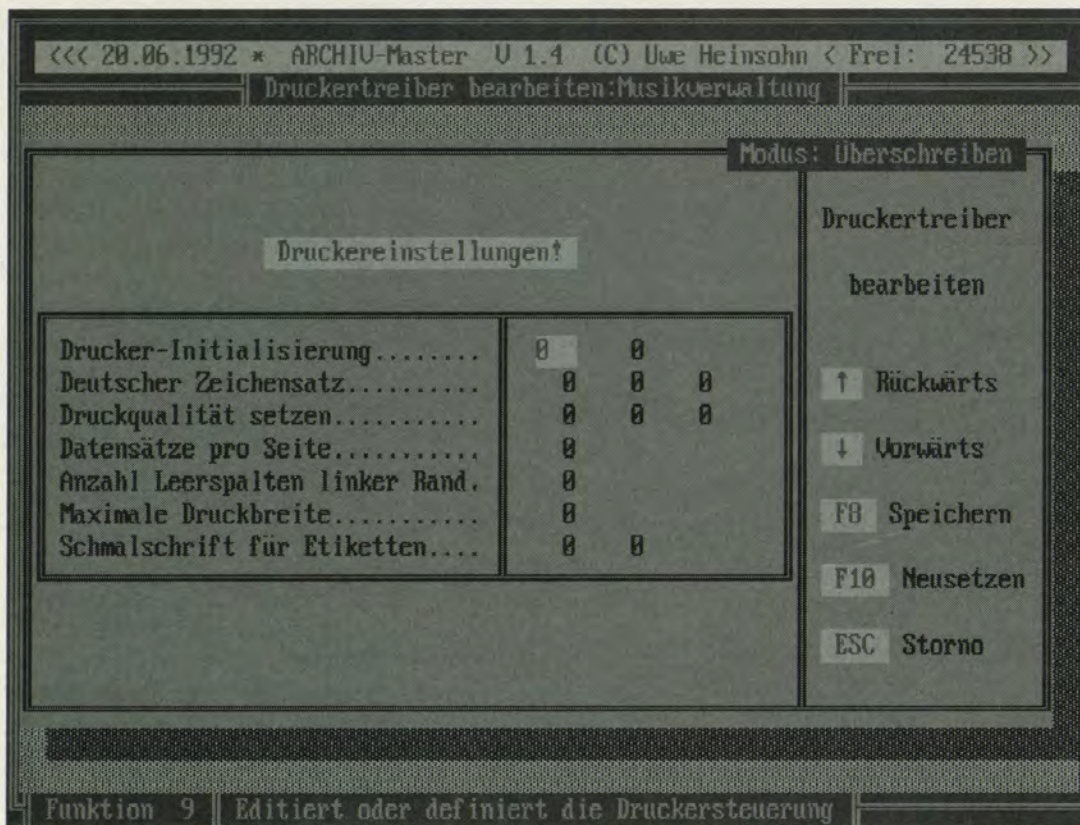 <<< 20.06.1992 * ARCHIV-Master V 1.4 (C) Uwe Heinsohn < Frei: 24538 >>
Druckertreiber bearbeiten:Musikverwaltung
Modus: Überschreiben
Druckereinstellungen!
Drucker-Initialisierung........ 0 0
Deutscher Zeichensatz.......... 0 0 0
Druckqualität setzen........... 0 0 0
Datensätze pro Seite........... 0
Anzahl Leerspalten linker Rand. 0
Maximale Druckbreite........... 0
Schmalschrift für Etiketten.... 0 0
Druckertreiber
bearbeiten
↑ Rückwärts
↓ Vorwärts
F8 Speichern
F10 Neusetzen
ESC Storno
Funktion 9 Editiert oder definiert die Druckersteuerung